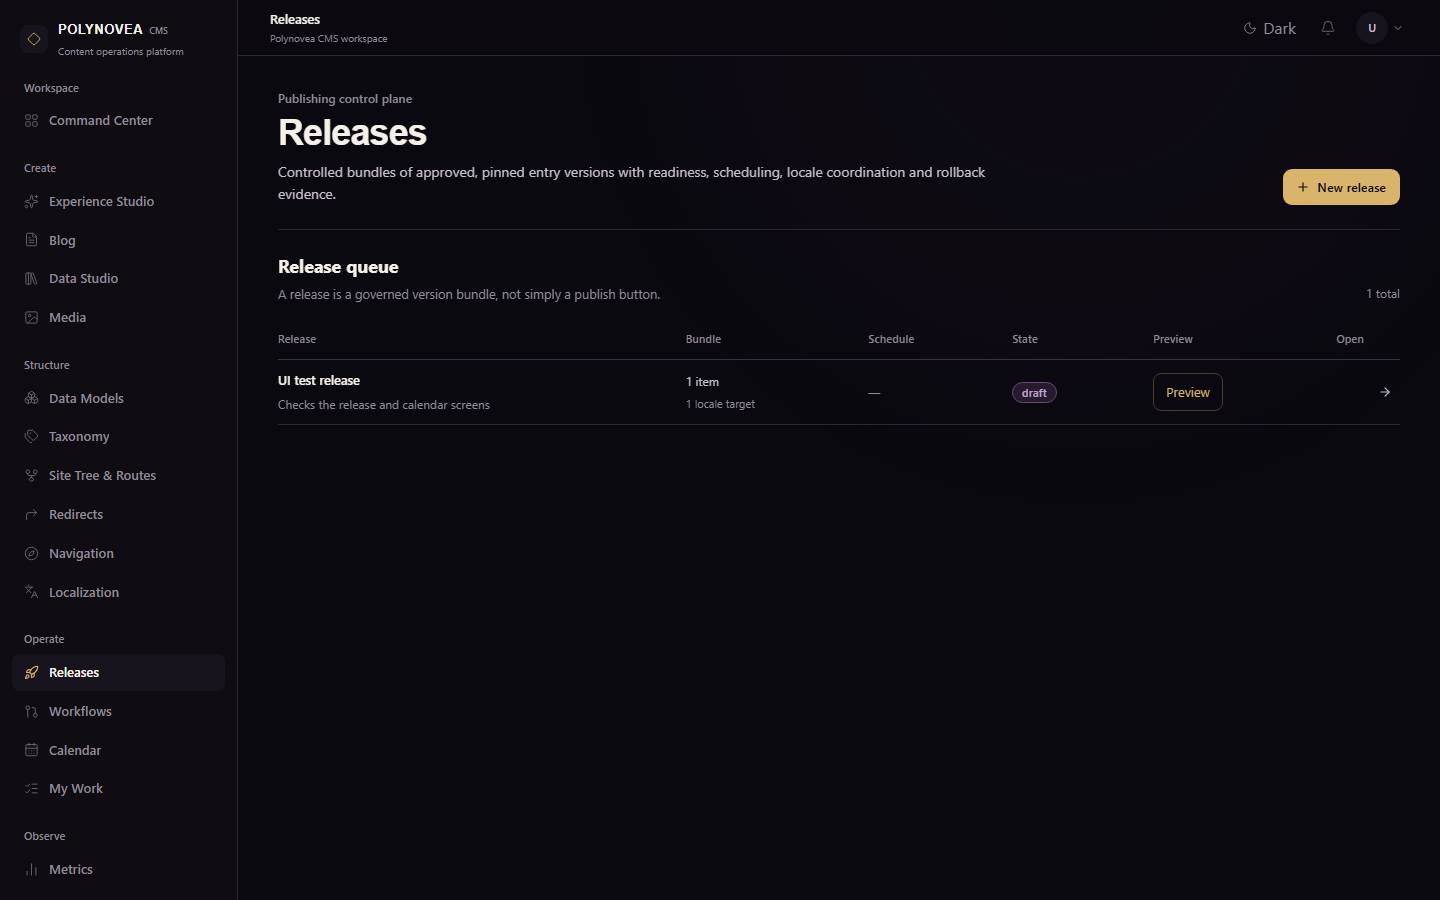 POLYNOVEA CMS
Content operations platform
Workspace
Command Center
Create
Experience Studio
Blog
Data Studio
Media
Structure
Data Models
Taxonomy
Site Tree & Routes
Redirects
Navigation
Localization
Operate
Releases
Workflows
Calendar
My Work
Observe
Metrics
Releases
Polynovea CMS workspace
Dark
U
Publishing control plane
Releases
Controlled bundles of approved, pinned entry versions with readiness, scheduling, locale coordination and rollback
evidence.
New release
Release queue
A release is a governed version bundle, not simply a publish button.
1 total
Release Bundle Schedule State Preview Open
UI test release
Checks the release and calendar screens
1 item
1 locale target
—
draft
Preview